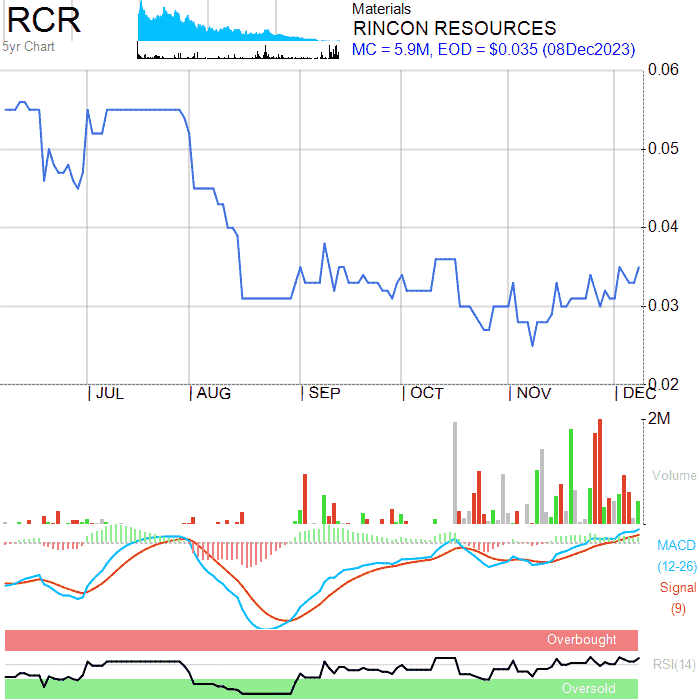 RCR
5yr Chart
Materials
RINCON RESOURCES
MC = 5.9M, EOD = $0.035 (08Dec2023)
0.06
0.05
0.04
0.03
0.02
JUL AUG SEP OCT NOV DEC
2M
Volume
MACD
(12-26)
Signal
(9)
Overbought
RSI(14)
Oversold